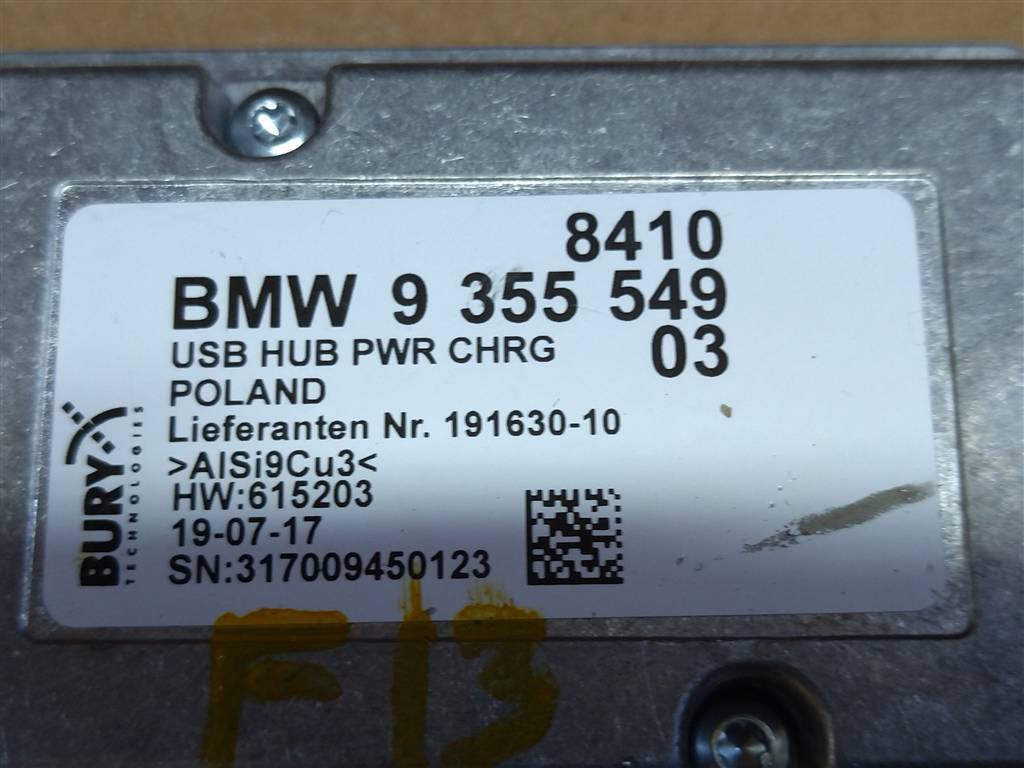 8410
BMW 9 355 549
USB HUB PWR CHRG 03
POLAND
Lieferanten Nr. 191630-10
>AlSi9Cu3<
HW:615203
19-07-17
SN:317009450123
BURY
TECHNOLOGIES
F13